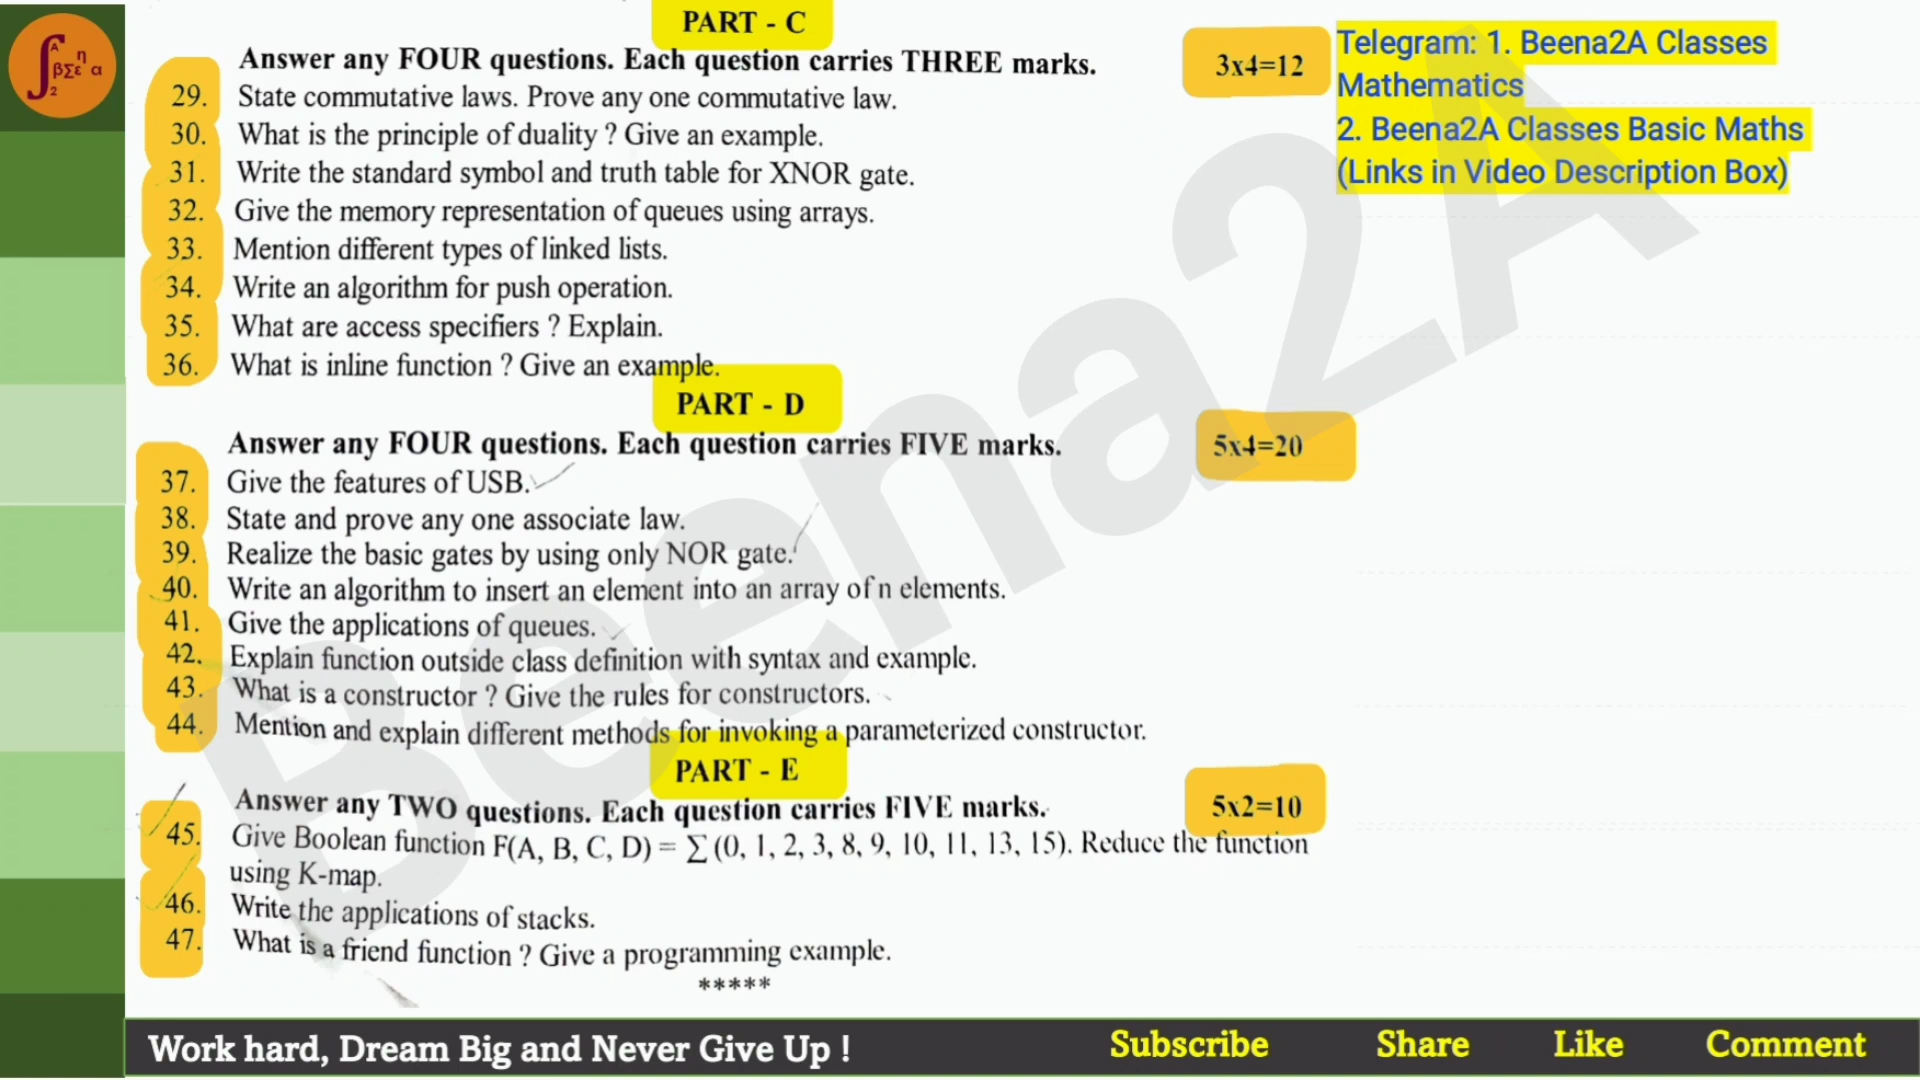 PART - C
Answer any FOUR questions. Each question carries THREE marks. 3x4=12
29. State commutative laws. Prove any one commutative law.
30. What is the principle of duality ? Give an example.
31. Write the standard symbol and truth table for XNOR gate.
32. Give the memory representation of queues using arrays.
33. Mention different types of linked lists.
34. Write an algorithm for push operation.
35. What are access specifiers ? Explain.
36. What is inline function ? Give an example.
PART - D
Answer any FOUR questions. Each question carries FIVE marks. 5x4=20
37. Give the features of USB.
38. State and prove any one associate law.
39. Realize the basic gates by using only NOR gate.
40. Write an algorithm to insert an element into an array of n elements.
41. Give the applications of queues.
42. Explain function outside class definition with syntax and example.
43. What is a constructor ? Give the rules for constructors.
44. Mention and explain different methods for invoking a parameterized constructor.
PART - E
Answer any TWO questions. Each question carries FIVE marks. 5x2=10
45. Give Boolean function F(A, B, C, D) = ∑ (0, 1, 2, 3, 8, 9, 10, 11, 13, 15). Reduce the function
using K-map.
46. Write the applications of stacks.
47. What is a friend function ? Give a programming example.
*****
Telegram: 1. Beena2A Classes
Mathematics
2. Beena2A Classes Basic Maths
(Links in Video Description Box)
Beena2A
Work hard, Dream Big and Never Give Up ! Subscribe Share Like Comment